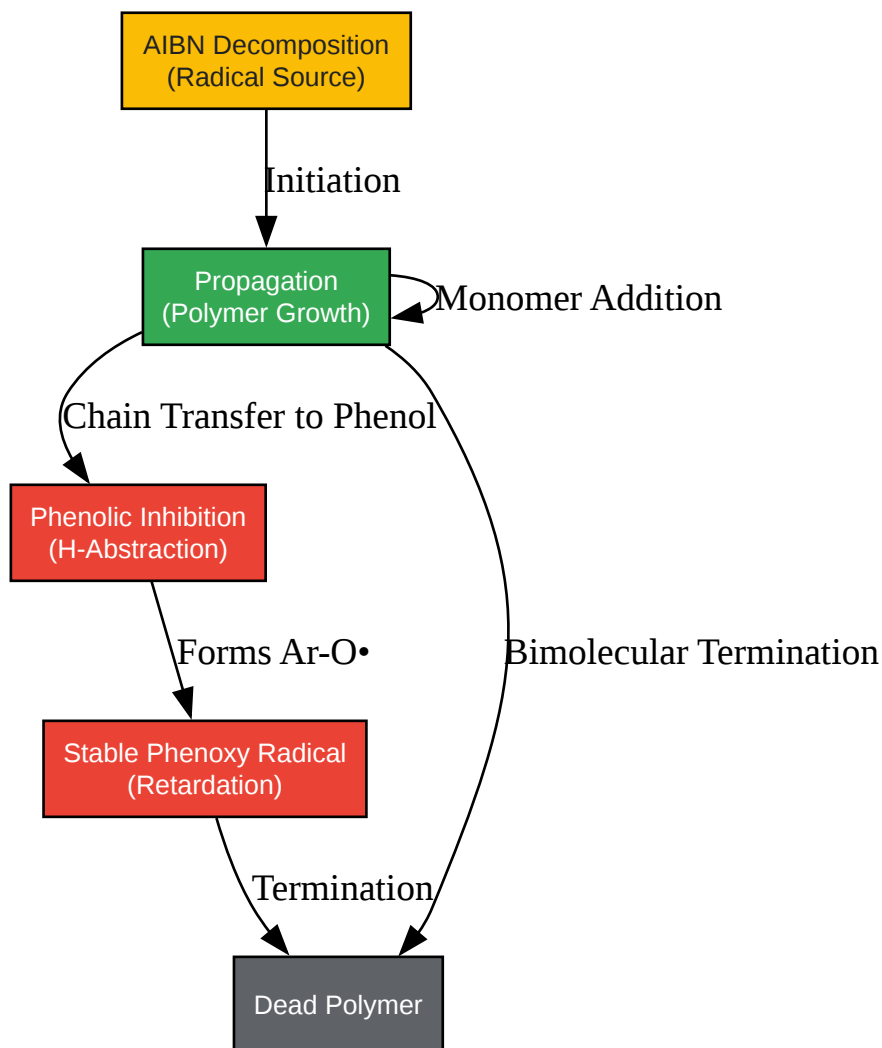 AIBN Decomposition
(Radical Source)
Initiation
Propagation
(Polymer Growth)
Monomer Addition
Chain Transfer to Phenol
Phenolic Inhibition
(H-Abstraction)
Forms Ar-O•
Bimolecular Termination
Stable Phenoxy Radical
(Retardation)
Termination
Dead Polymer